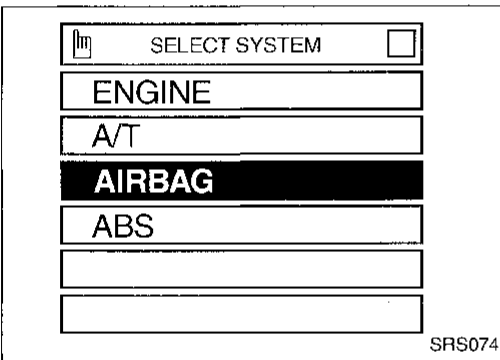 SELECT SYSTEM
ENGINE
A/T
AIRBAG
ABS
SRS074